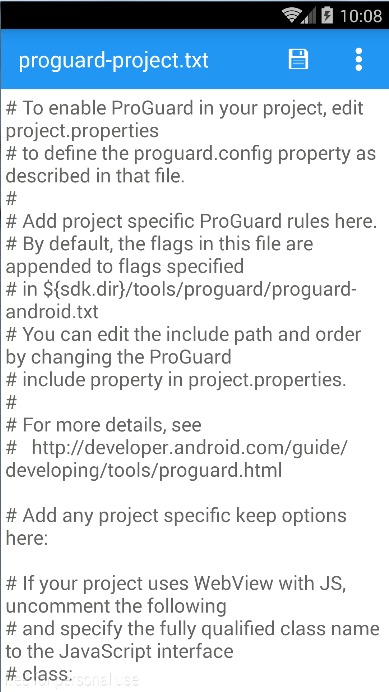 10:08
proguard-project.txt
# To enable ProGuard in your project, edit
project.properties
# to define the proguard.config property as
described in that file.
#
# Add project specific ProGuard rules here.
# By default, the flags in this file are
appended to flags specified
# in ${sdk.dir}/tools/proguard/proguard-
android.txt
# You can edit the include path and order
by changing the ProGuard
# include property in project.properties.
#
# For more details, see
#   http://developer.android.com/guide/
developing/tools/proguard.html

# Add any project specific keep options
here:

# If your project uses WebView with JS,
uncomment the following
# and specify the fully qualified class name
to the JavaScript interface
# class:
for personal use